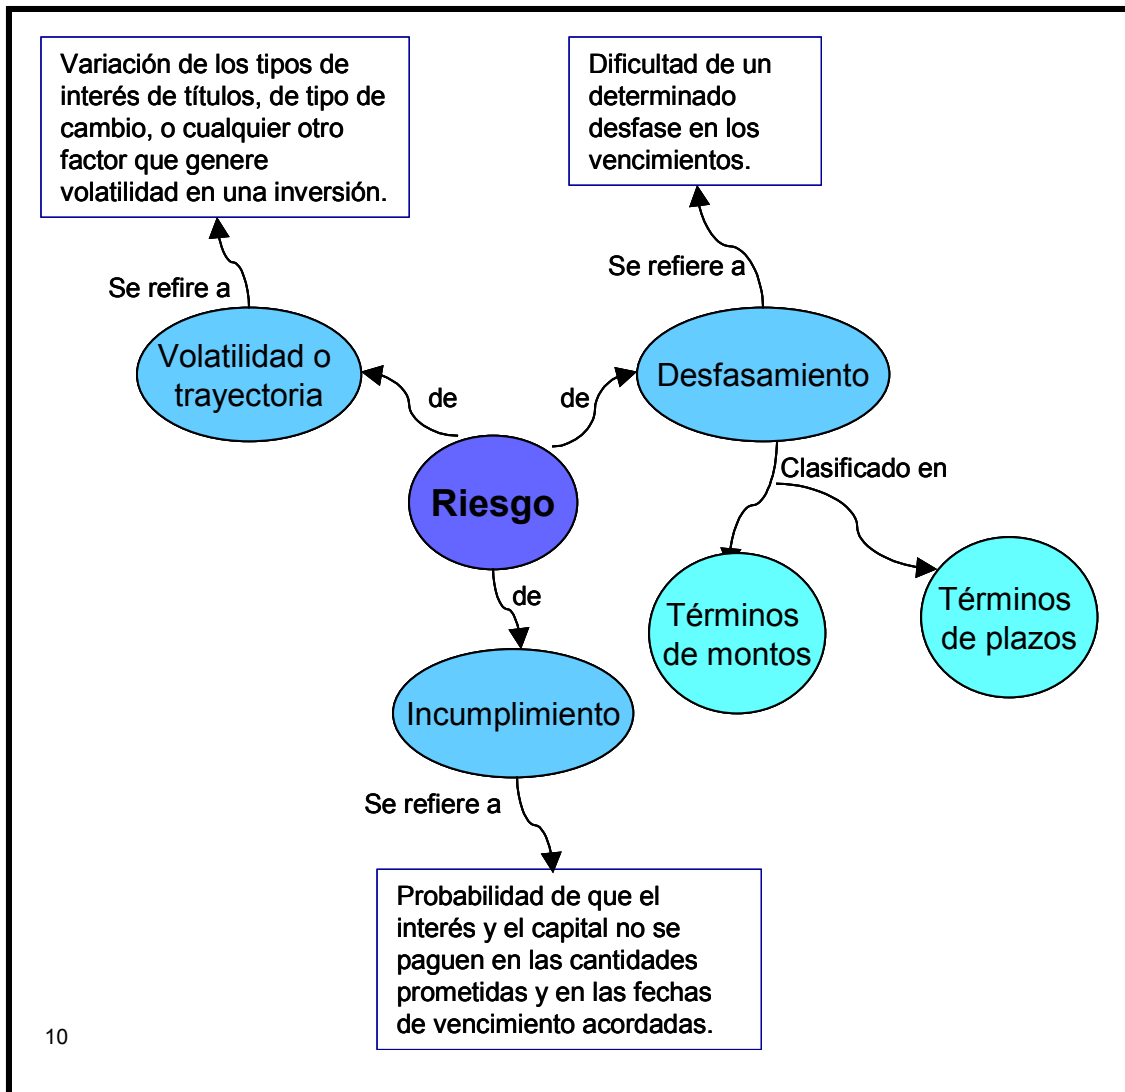 Variación de los tipos de
interés de títulos, de tipo de
cambio, o cualquier otro
factor que genere
volatilidad en una inversión.
Dificultad de un
determinado
desfase en los
vencimientos.
Se refire a
Se refiere a
Volatilidad o
trayectoria
de
de
Desfasamiento
Riesgo
Clasificado en
de
Términos
de montos
Términos
de plazos
Incumplimiento
Se refiere a
Probabilidad de que el
interés y el capital no se
paguen en las cantidades
prometidas y en las fechas
de vencimiento acordadas.
10